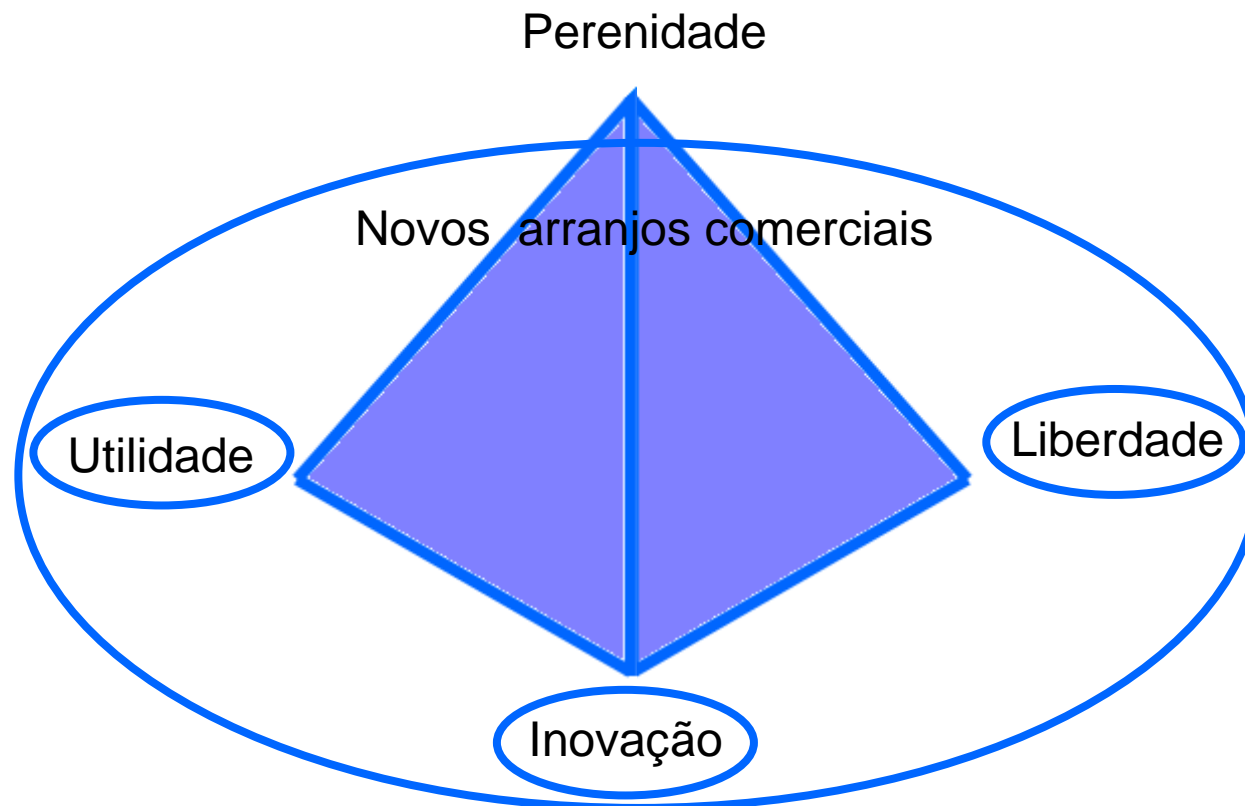 Perenidade
Novos  arranjos comerciais
Utilidade
Liberdade
Inovação